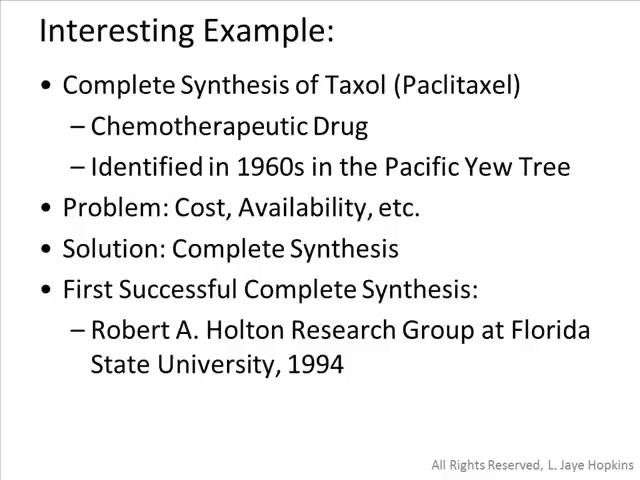 Interesting Example:
• Complete Synthesis of Taxol (Paclitaxel)
– Chemotherapeutic Drug
– Identified in 1960s in the Pacific Yew Tree
• Problem: Cost, Availability, etc.
• Solution: Complete Synthesis
• First Successful Complete Synthesis:
– Robert A. Holton Research Group at Florida
State University, 1994
All Rights Reserved, L. Jaye Hopkins